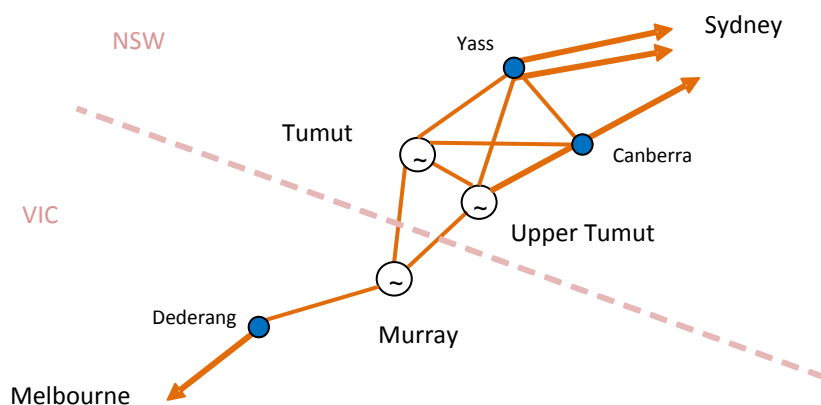 NSW
Sydney
Yass
Tumut
Canberra
VIC
Upper Tumut
Dederang
Murray
Melbourne
~
~
~